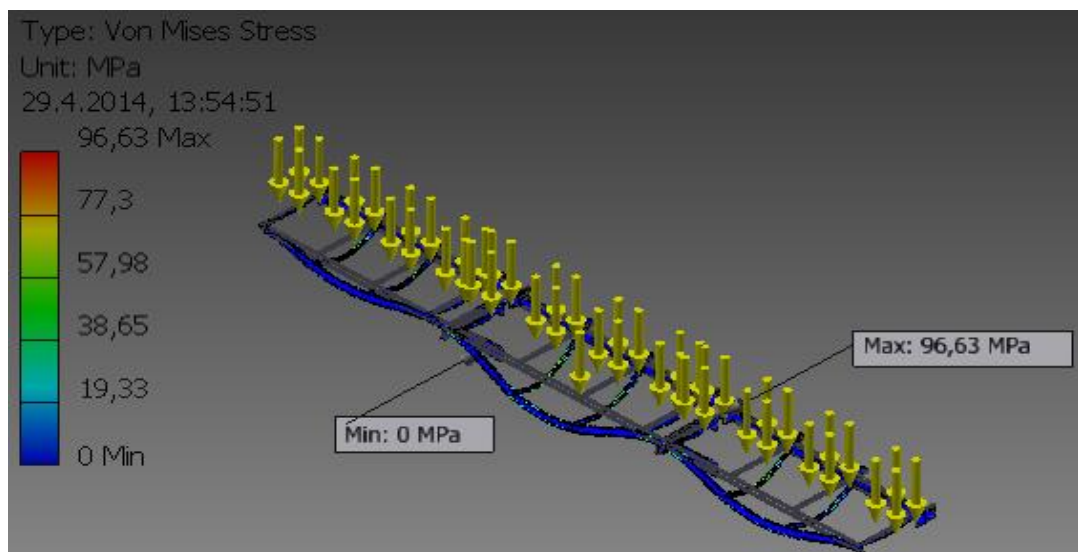 Type: Von Mises Stress
Unit: MPa
29.4.2014, 13:54:51
96,63 Max
77,3
57,98
38,65
19,33
0 Min
Max: 96,63 MPa
Min: 0 MPa